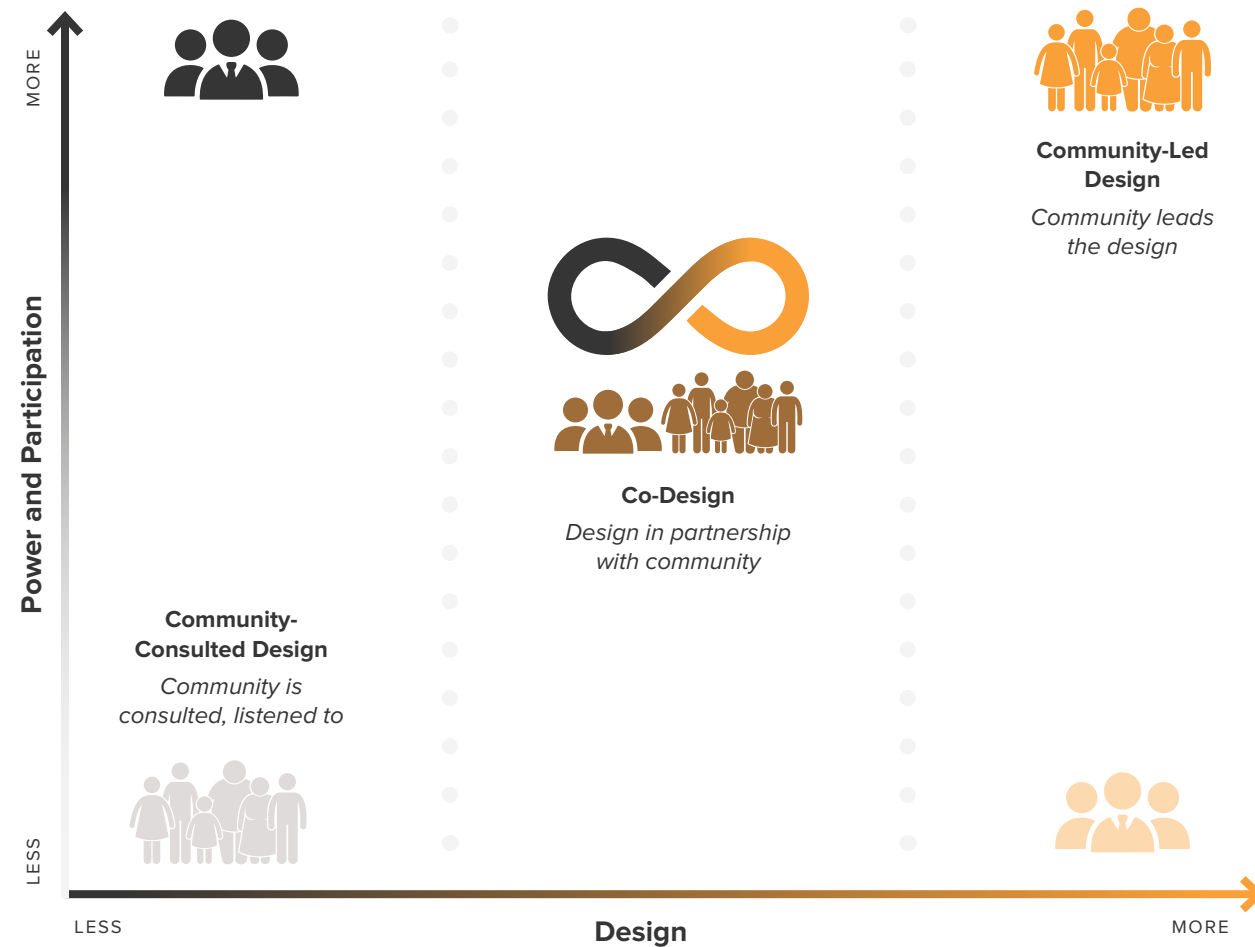 MORE
Power and Participation
LESS
Community-Led
Design
Community leads
the design
Co-Design
Design in partnership
with community
Community-
Consulted Design
Community is
consulted, listened to
LESS
Design
MORE